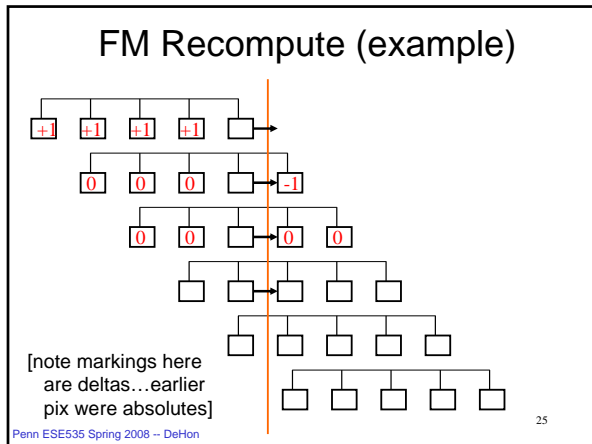 FM Recompute (example)
+1 +1 +1 +1
0 0 0 -1
0 0 0 0
[note markings here
are deltas…earlier
pix were absolutes]
25
Penn ESE535 Spring 2008 -- DeHon